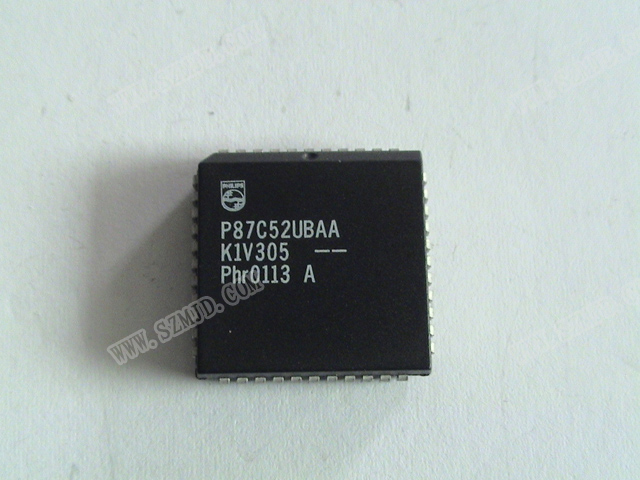 PHILIPS
P87C52UBAA
K1V305 --
Phr0113 A
WWW.SZMJD.COM